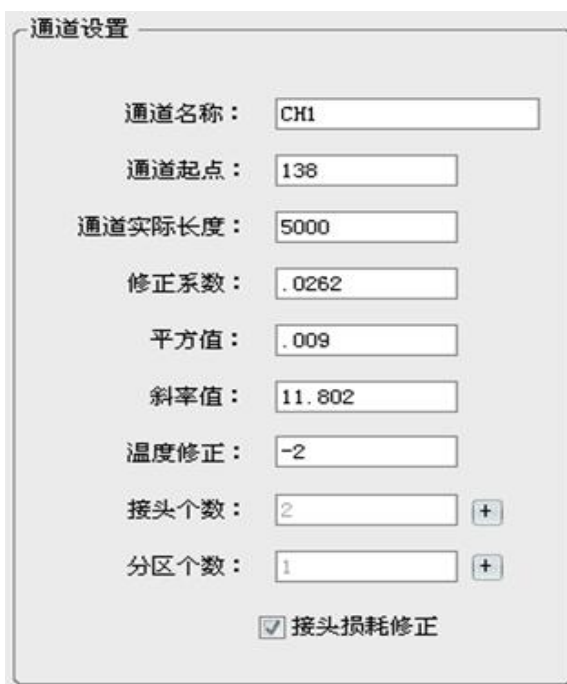 通道设置
通道名称： CH1
通道起点： 138
通道实际长度： 5000
修正系数： .0262
平方值： .009
斜率值： 11.802
温度修正： -2
接头个数： 2 +
分区个数： 1 +
接头损耗修正